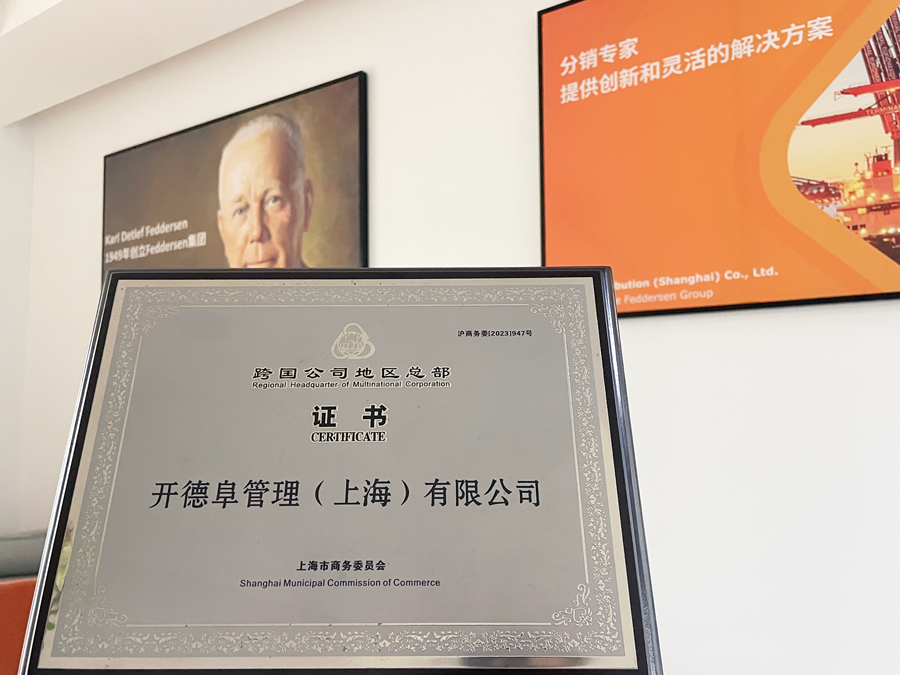 Karl Detlef Feddersen
1949年创立Feddersen集团
分销专家
提供创新和灵活的解决方案
bution (Shanghai) Co., Ltd.
e Feddersen Group
沪商务委[2023]947号
跨国公司地区总部
Regional Headquarter of Multinational Corporation
证书
CERTIFICATE
开德阜管理（上海）有限公司
上海市商务委员会
Shanghai Municipal Commission of Commerce